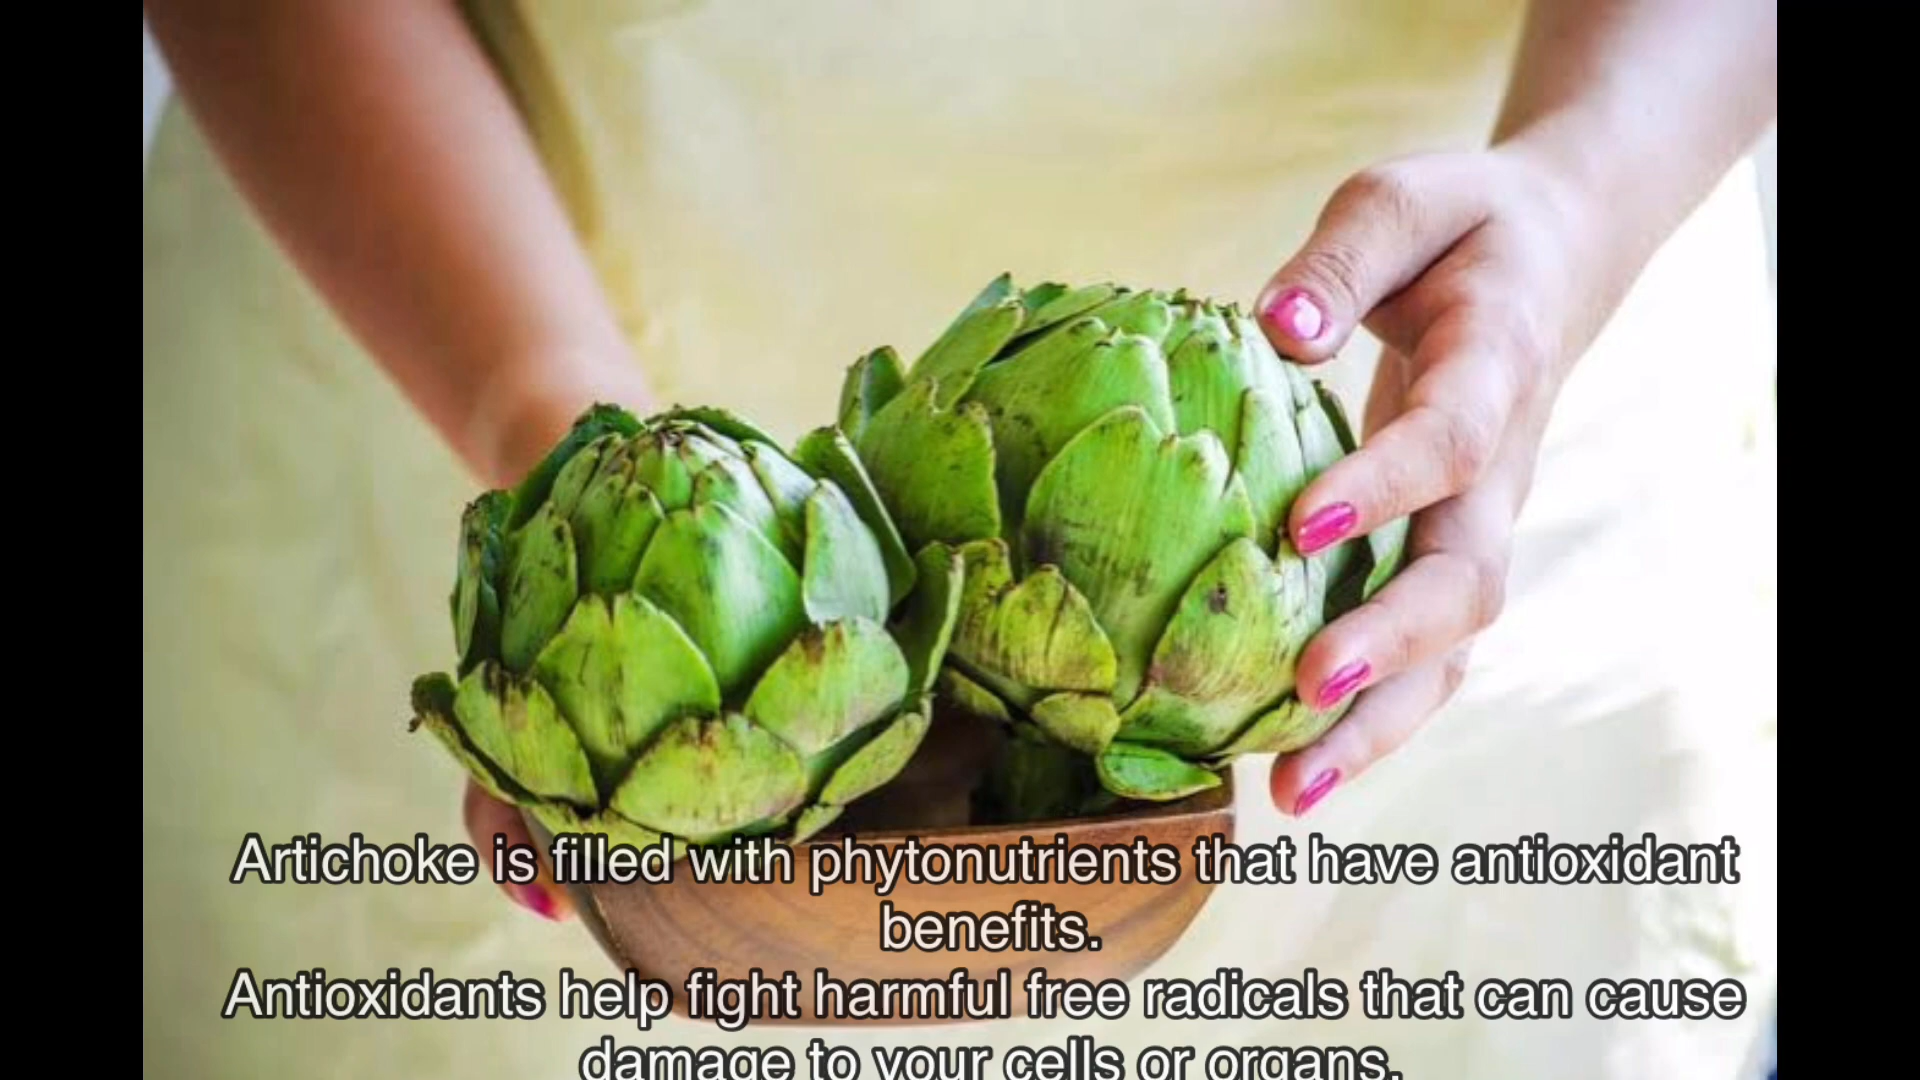 Artichoke is filled with phytonutrients that have antioxidant
benefits.
Antioxidants help fight harmful free radicals that can cause
damage to your cells or organs.